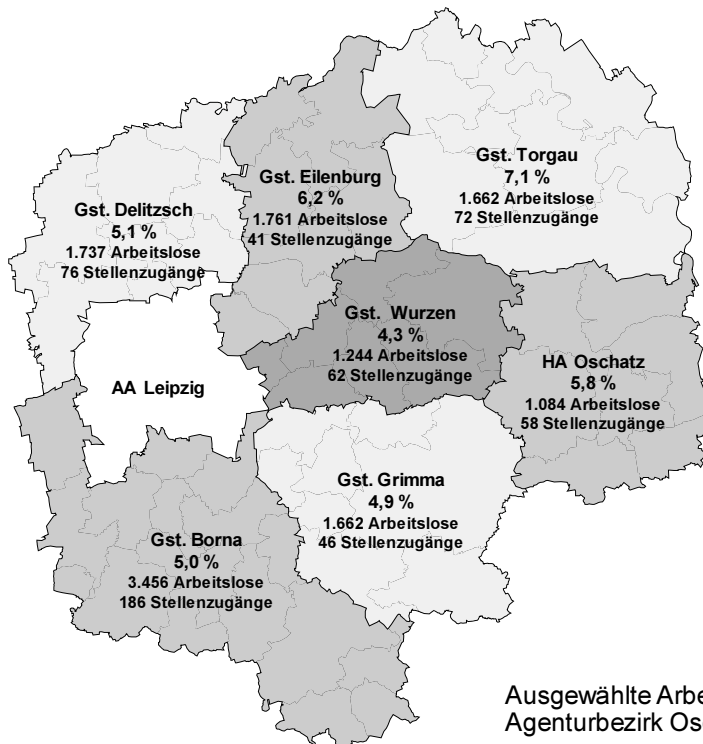 Gst. Torgau
7,1 %
1.662 Arbeitslose
72 Stellenzugänge
Gst. Eilenburg
6,2 %
1.761 Arbeitslose
41 Stellenzugänge
Gst. Delitzsch
5,1 %
1.737 Arbeitslose
76 Stellenzugänge
Gst. Wurzen
4,3 %
1.244 Arbeitslose
62 Stellenzugänge
HA Oschatz
5,8 %
1.084 Arbeitslose
58 Stellenzugänge
AA Leipzig
Gst. Grimma
4,9 %
1.662 Arbeitslose
46 Stellenzugänge
Gst. Borna
5,0 %
3.456 Arbeitslose
186 Stellenzugänge
Ausgewählte
Agenturbezirk